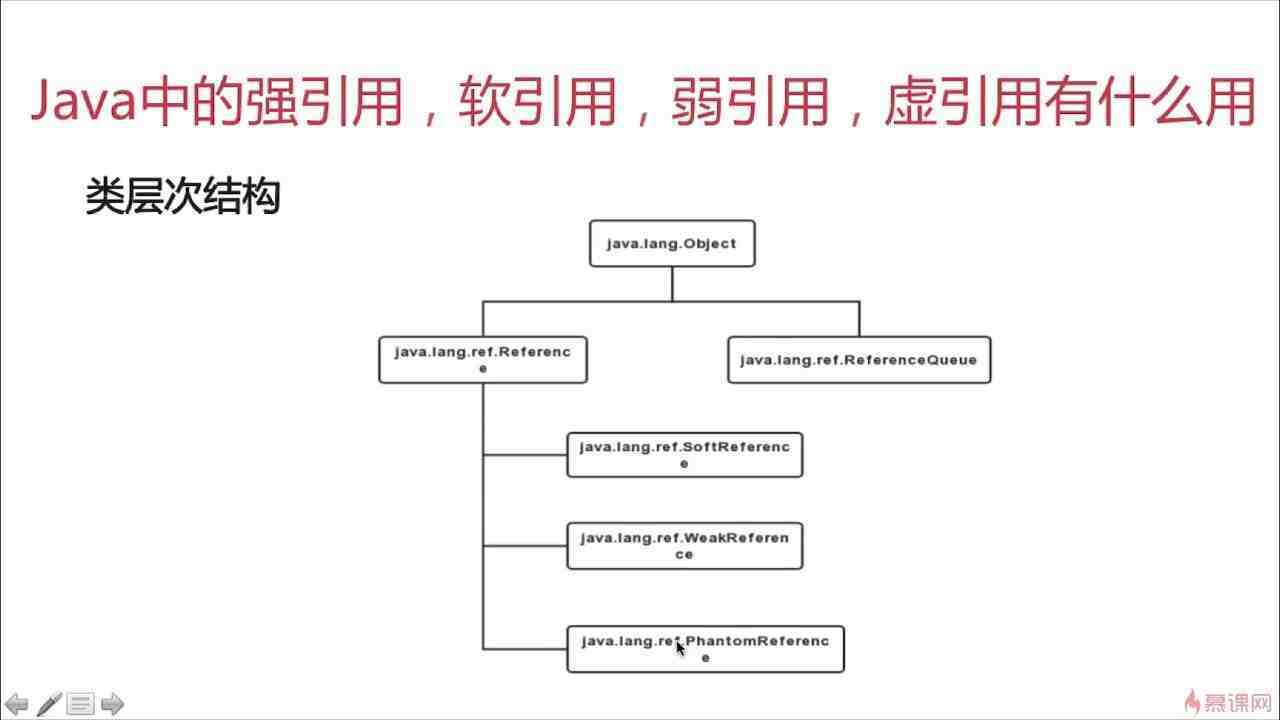 Java中的强引用，软引用，弱引用，虚引用有什么用
类层次结构
java.lang.Object
java.lang.ref.Referenc
e
java.lang.ref.ReferenceQueue
java.lang.ref.SoftReferenc
e
java.lang.ref.WeakReferen
ce
java.lang.ref.PhantomReferenc
e
慕课网